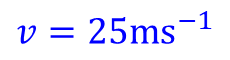 v = 25ms⁻¹